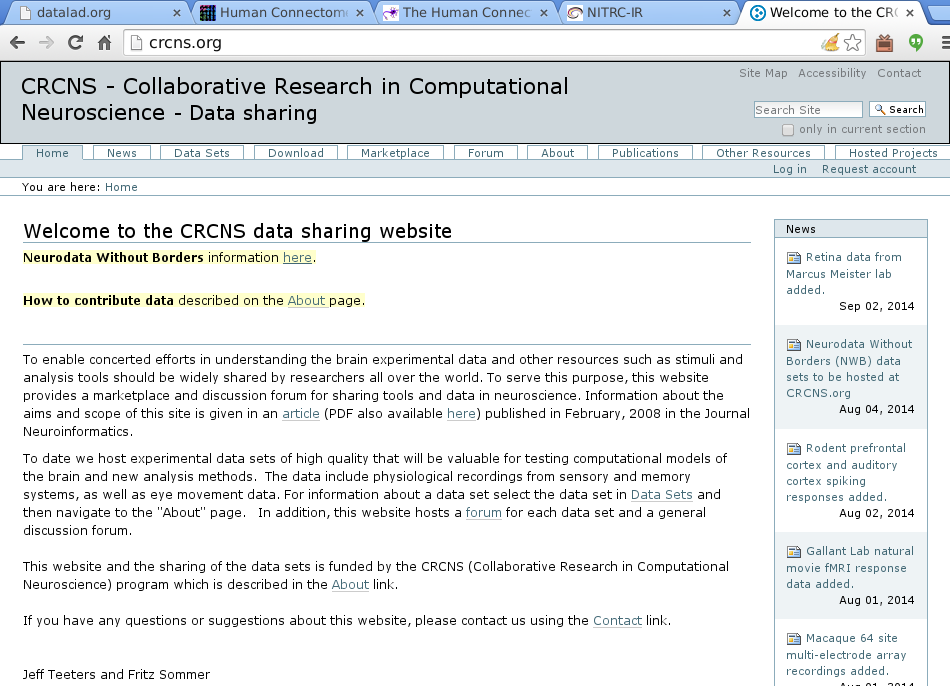 datalad.org
Human Connectom
The Human Connec
NITRC-IR
Welcome to the CRC
crcns.org
Site Map Accessibility Contact
CRCNS - Collaborative Research in Computational
Neuroscience - Data sharing
Search Site
Search
only in current section
Home News Data Sets Download Marketplace Forum About Publications Other Resources Hosted Projects
Log in Request account
You are here: Home
Welcome to the CRCNS data sharing website
Neurodata Without Borders information here.
How to contribute data described on the About page.
To enable concerted efforts in understanding the brain experimental data and other resources such as stimuli and
analysis tools should be widely shared by researchers all over the world. To serve this purpose, this website
provides a marketplace and discussion forum for sharing tools and data in neuroscience. Information about the
aims and scope of this site is given in an article (PDF also available here) published in February, 2008 in the Journal
Neuroinformatics.
To date we host experimental data sets of high quality that will be valuable for testing computational models of
the brain and new analysis methods.  The data include physiological recordings from sensory and memory
systems, as well as eye movement data. For information about a data set select the data set in Data Sets and
then navigate to the "About" page.   In addition, this website hosts a forum for each data set and a general
discussion forum.
This website and the sharing of the data sets is funded by the CRCNS (Collaborative Research in Computational
Neuroscience) program which is described in the About link.
If you have any questions or suggestions about this website, please contact us using the Contact link.
Jeff Teeters and Fritz Sommer
News
Retina data from
Marcus Meister lab
added.
Sep 02, 2014
Neurodata Without
Borders (NWB) data
sets to be hosted at
CRCNS.org
Aug 04, 2014
Rodent prefrontal
cortex and auditory
cortex spiking
responses added.
Aug 02, 2014
Gallant Lab natural
movie fMRI response
data added.
Aug 01, 2014
Macaque 64 site
multi-electrode array
recordings added.
Aug 01, 2014